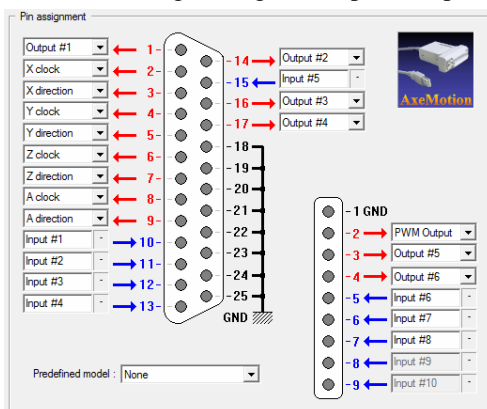 Pin assignment
Output #1 1-
X clock 2-
X direction 3-
Y clock 4-
Y direction 5-
Z clock 6-
Z direction 7-
A clock 8-
A direction 9-
Input #1 - 10-
Input #2 - 11-
Input #3 - 12-
Input #4 - 13-
-14 Output #2
-15 Input #5 -
-16 Output #3
-17 Output #4
-18
-19
-20
-21
-22
-23
-24
-25
GND
AxeMotion
-1 GND
-2 PWM Output
-3 Output #5
-4 Output #6
-5 Input #6 -
-6 Input #7 -
-7 Input #8 -
-8 Input #9 -
-9 Input #10 -
Predefined model : None